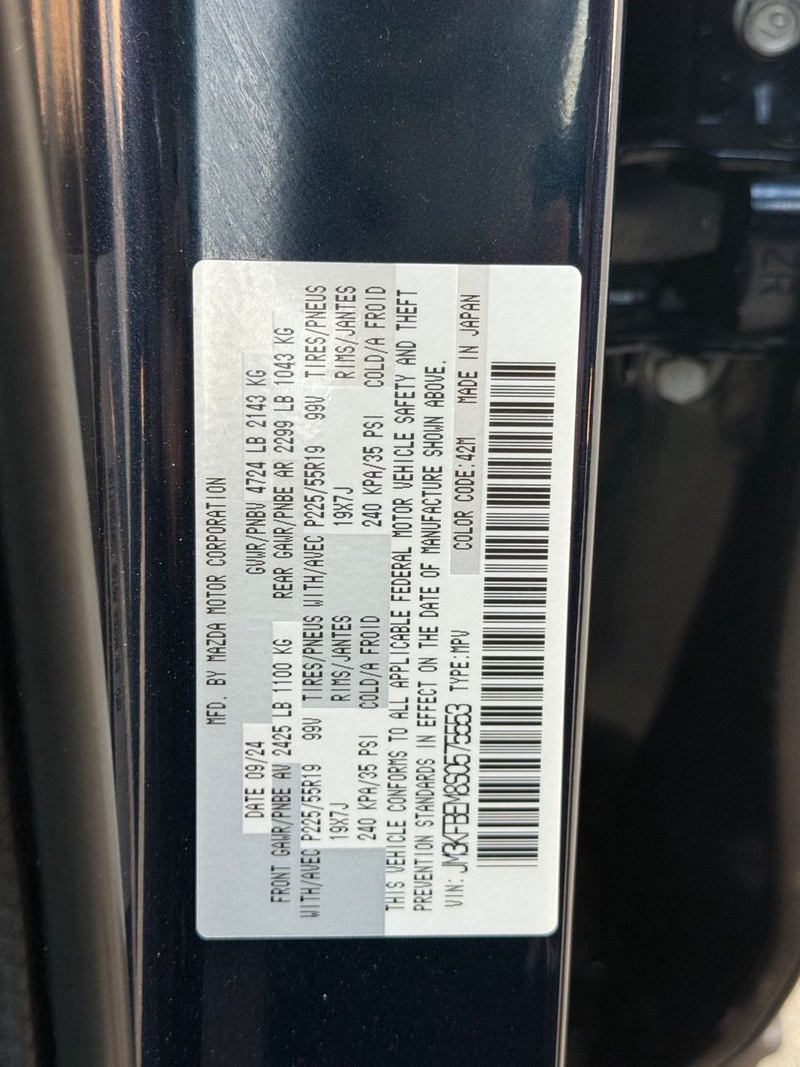 MFD. BY MAZDA MOTOR CORPORATION
DATE 09/24 GVWR/PNBV 4724 LB 2143 KG
FRONT GAWR/PNBE AV 2425 LB 1100 KG REAR GAWR/PNBE AR 2299 LB 1043 KG
WITH/AVEC P225/55R19 99V TIRES/PNEUS WITH/AVEC P225/55R19 99V TIRES/PNEUS
19X7J RIMS/JANTES 19X7J RIMS/JANTES
240 KPA/35 PSI COLD/A FROID 240 KPA/35 PSI COLD/A FROID
THIS VEHICLE CONFORMS TO ALL APPLICABLE FEDERAL MOTOR VEHICLE SAFETY AND THEFT
PREVENTION STANDARDS IN EFFECT ON THE DATE OF MANUFACTURE SHOWN ABOVE.
VIN: JM3KFBEM8S0575553 TYPE:MPV COLOR CODE:42M MADE IN JAPAN
ZR